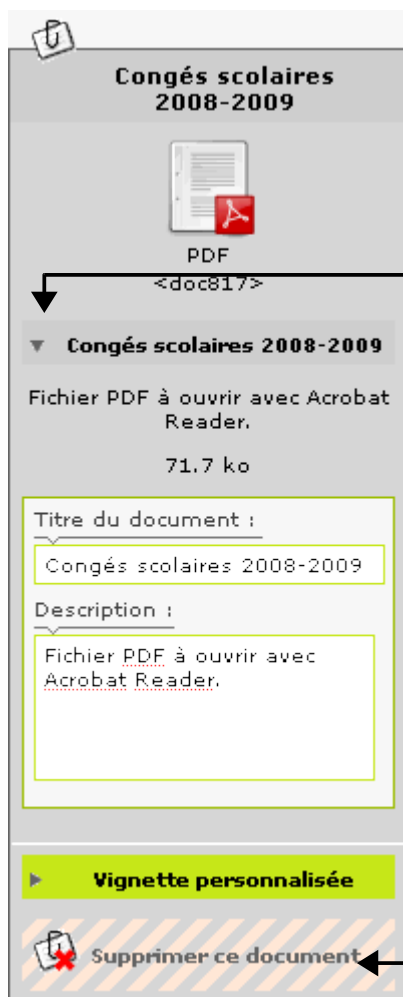 Congés scolaires
2008-2009
PDF
<doc817>
Congés scolaires 2008-2009
Fichier PDF à ouvrir avec Acrobat
Reader.
71.7 ko
Titre du document :
Congés scolaires 2008-2009
Description :
Fichier PDF à ouvrir avec
Acrobat Reader.
Vignette personnalisée
Supprimer ce document